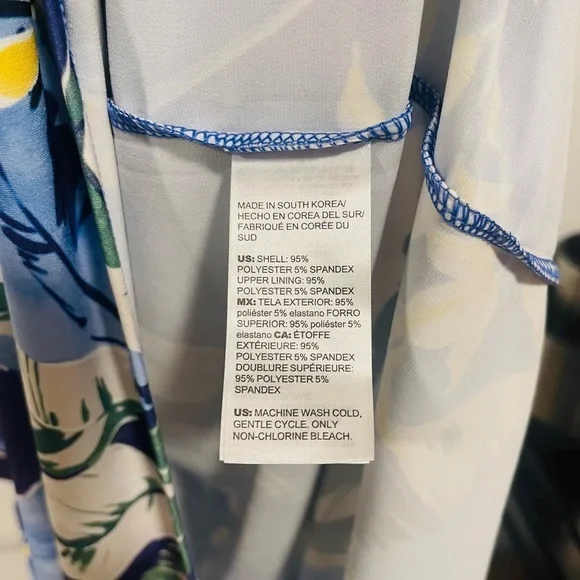 MADE IN SOUTH KOREA/
HECHO EN COREA DEL SUR/
FABRIQUÉ EN CORÉE DU
SUD
US: SHELL: 95%
POLYESTER 5% SPANDEX
UPPER LINING: 95%
POLYESTER 5% SPANDEX
MX: TELA EXTERIOR: 95%
poliéster 5% elastano FORRO
SUPERIOR: 95% poliéster 5%
elastano CA: ÉTOFFE
EXTÉRIEURE: 95%
POLYESTER 5% SPANDEX
DOUBLURE SUPÉRIEURE:
95% POLYESTER 5%
SPANDEX
US: MACHINE WASH COLD,
GENTLE CYCLE. ONLY
NON-CHLORINE BLEACH.